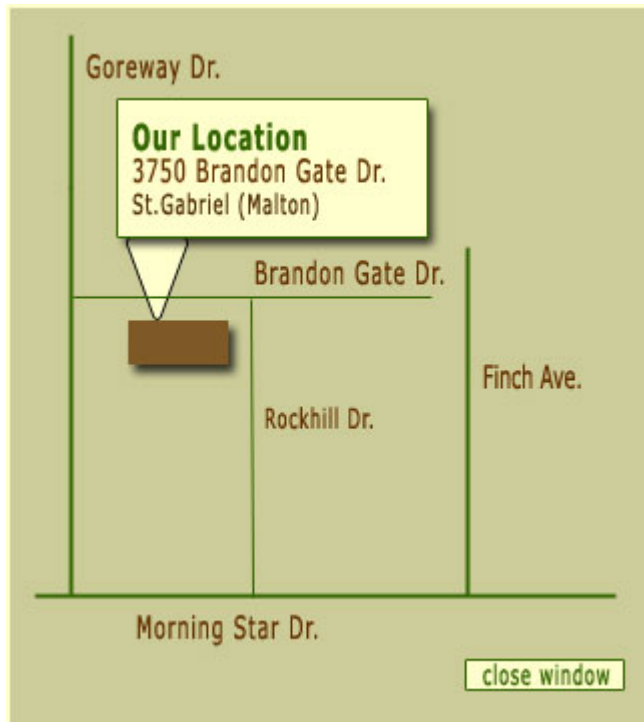 Goreway Dr.
Our Location
3750 Brandon Gate Dr.
St.Gabriel (Malton)
Brandon Gate Dr.
Finch Ave.
Rockhill Dr.
Morning Star Dr.
close window